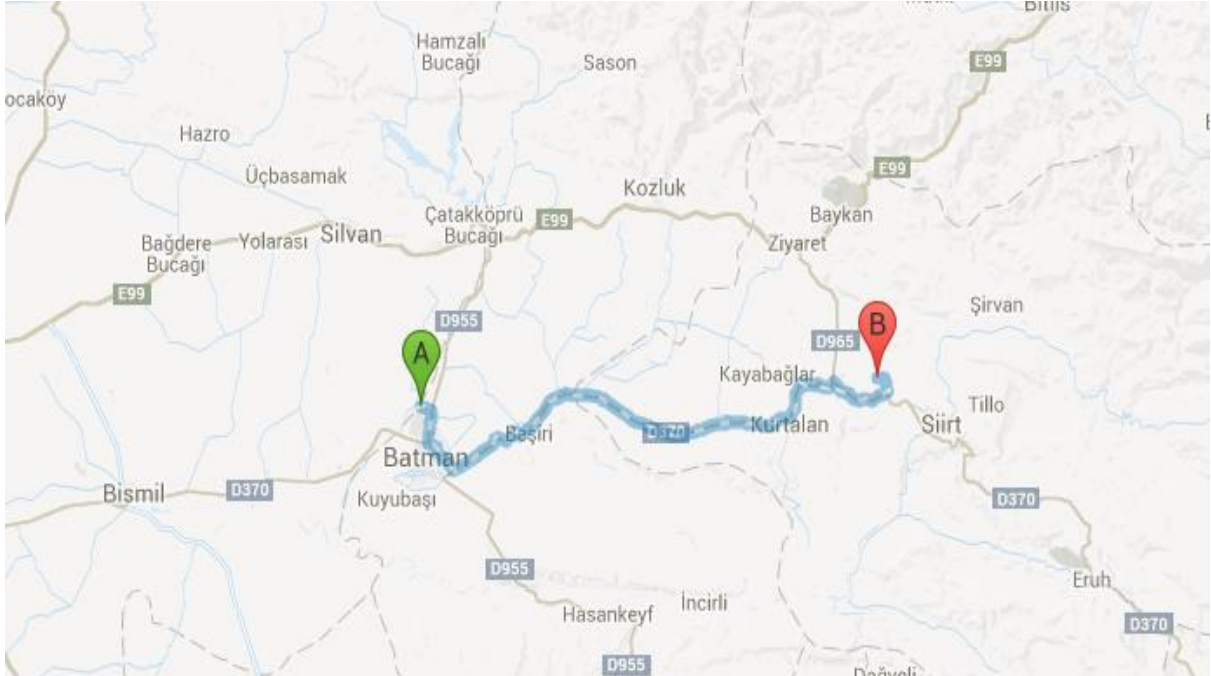 Bitlis
E99
Hamzalı
Bucağı
Sason
ocaköy
Hazro
E99
Üçbasamak
Kozluk
Baykan
Çatakköprü
Bucağı
E99
Bağdere
Bucağı
Yolarası
Silvan
Ziyaret
E99
Şirvan
D955
B
D965
A
Kayabağlar
Tillo
Başiri
D370
Kurtalan
Siirt
Batman
Bismil
D370
Kuyubaşı
D370
D955
Eruh
Hasankeyf
İncirli
D370
D955